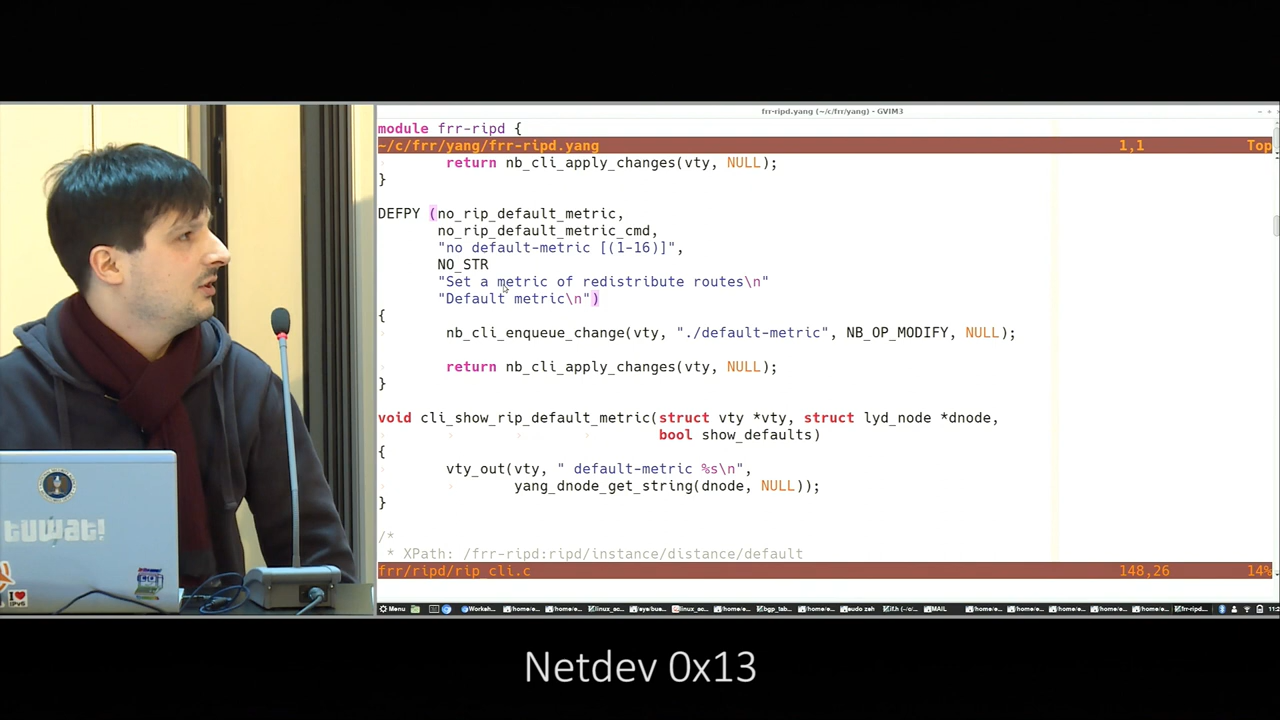 frr-ripd.yang (~/c/frr/yang) - GVIM3
module frr-ripd {
~/c/frr/yang/frr-ripd.yang 1,1 Top
return nb_cli_apply_changes(vty, NULL);
}
DEFPY (no_rip_default_metric,
no_rip_default_metric_cmd,
"no default-metric [(1-16)]",
NO_STR
"Set a metric of redistribute routes\n"
"Default metric\n")
{
nb_cli_enqueue_change(vty, "./default-metric", NB_OP_MODIFY, NULL);
return nb_cli_apply_changes(vty, NULL);
}
void cli_show_rip_default_metric(struct vty *vty, struct lyd_node *dnode,
bool show_defaults)
{
vty_out(vty, " default-metric %s\n",
yang_dnode_get_string(dnode, NULL));
}
/*
* XPath: /frr-ripd:ripd/instance/distance/default
frr/ripd/rip_cli.c 148,26 14%
Menu
tuwat!
I ♥ IPv6
Netdev 0x13